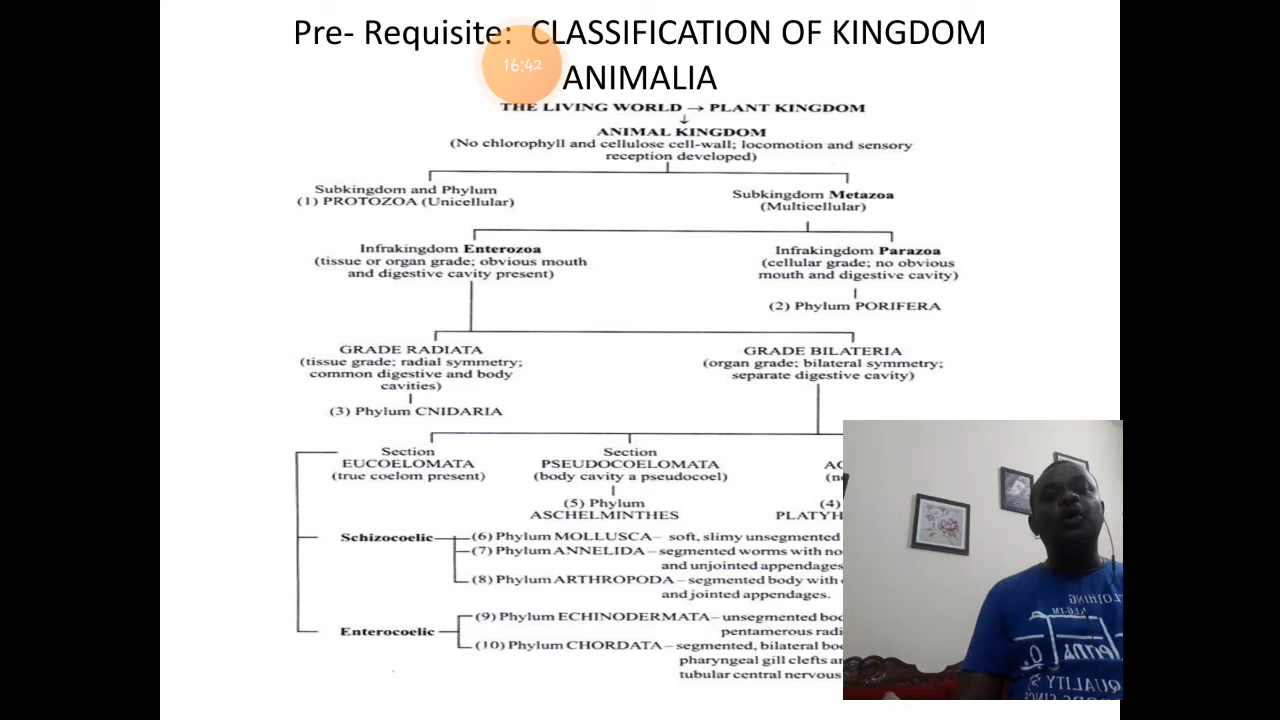 Pre- Requisite: CLASSIFICATION OF KINGDOM
ANIMALIA
16:42
THE LIVING WORLD → PLANT KINGDOM
↓
ANIMAL KINGDOM
(No chlorophyll and cellulose cell-wall; locomotion and sensory
reception developed)
Subkingdom and Phylum
(1) PROTOZOA (Unicellular)
Subkingdom Metazoa
(Multicellular)
Infrakingdom Enterozoa
(tissue or organ grade; obvious mouth
and digestive cavity present)
Infrakingdom Parazoa
(cellular grade; no obvious
mouth and digestive cavity)
(2) Phylum PORIFERA
GRADE RADIATA
(tissue grade; radial symmetry;
common digestive and body
cavities)
(3) Phylum CNIDARIA
GRADE BILATERIA
(organ grade; bilateral symmetry;
separate digestive cavity)
Section
EUCOELOMATA
(true coelom present)
Section
PSEUDOCOELOMATA
(body cavity a pseudocoel)
(5) Phylum
ASCHELMINTHES
(4)
Schizocoelic
(6) Phylum MOLLUSCA– soft, slimy unsegmented
(7) Phylum ANNELIDA – segmented worms with
and unjointed appendages
(8) Phylum ARTHROPODA – segmented body with
and jointed appendages.
Enterocoelic
(9) Phylum ECHINODERMATA– unsegmented
pentamerous
(10) Phylum CHORDATA – segmented, bilateral
pharyngeal gill clefts
tubular central nervous
QUALITY